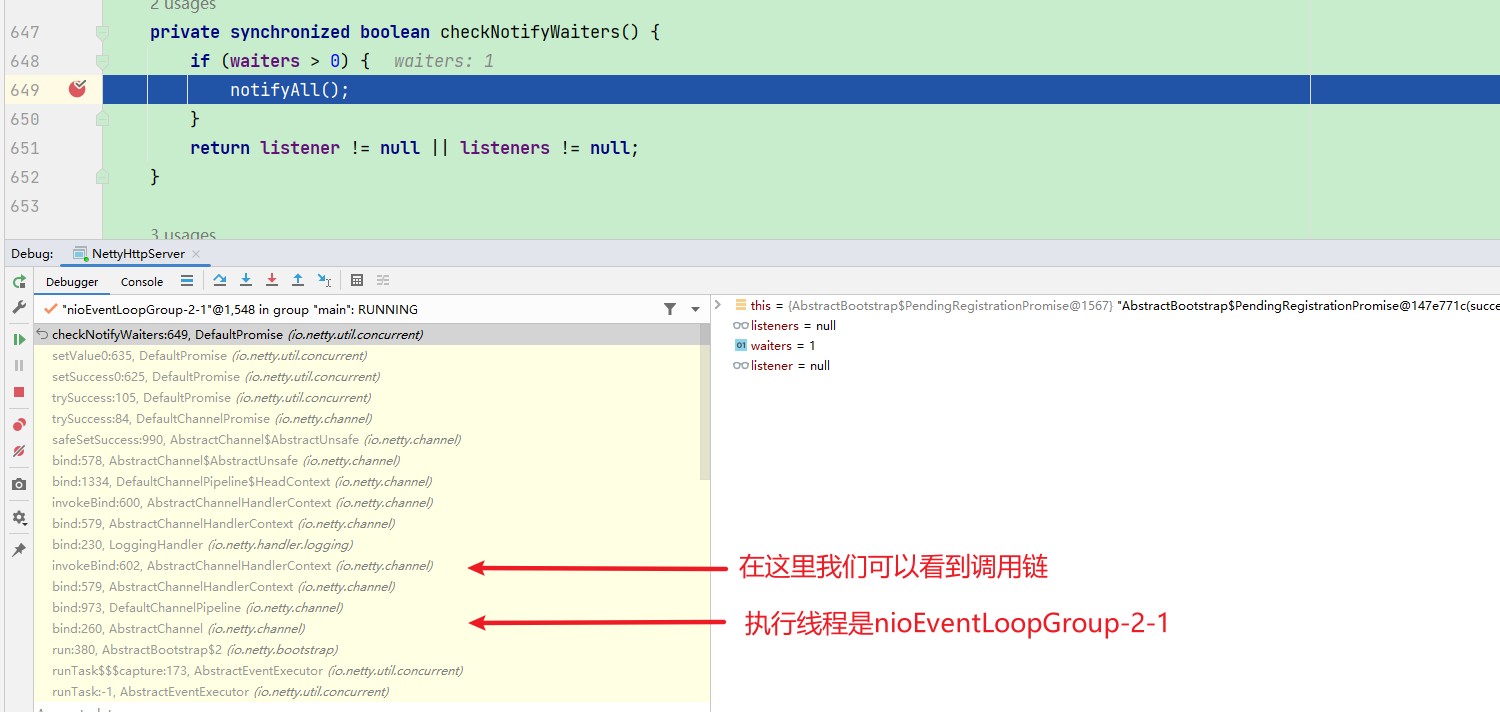 2 usages
647 private synchronized boolean checkNotifyWaiters() {
648 if (waiters > 0) { waiters: 1
649 notifyAll();
650 }
651 return listener != null || listeners != null;
652 }
653
3 usages
Debug: NettyHttpServer
Debugger Console
"nioEventLoopGroup-2-1"@1,548 in group "main": RUNNING
checkNotifyWaiters:649, DefaultPromise (io.netty.util.concurrent)
setValue0:635, DefaultPromise (io.netty.util.concurrent)
setSuccess0:625, DefaultPromise (io.netty.util.concurrent)
trySuccess:105, DefaultPromise (io.netty.util.concurrent)
trySuccess:84, DefaultChannelPromise (io.netty.channel)
safeSetSuccess:990, AbstractChannel$AbstractUnsafe (io.netty.channel)
bind:578, AbstractChannel$AbstractUnsafe (io.netty.channel)
bind:1334, DefaultChannelPipeline$HeadContext (io.netty.channel)
invokeBind:600, AbstractChannelHandlerContext (io.netty.channel)
bind:579, AbstractChannelHandlerContext (io.netty.channel)
bind:230, LoggingHandler (io.netty.handler.logging)
invokeBind:602, AbstractChannelHandlerContext (io.netty.channel)
bind:579, AbstractChannelHandlerContext (io.netty.channel)
bind:973, DefaultChannelPipeline (io.netty.channel)
bind:260, AbstractChannel (io.netty.channel)
run:380, AbstractBootstrap$2 (io.netty.bootstrap)
runTask$$$capture:173, AbstractEventExecutor (io.netty.util.concurrent)
runTask:-1, AbstractEventExecutor (io.netty.util.concurrent)
this = {AbstractBootstrap$PendingRegistrationPromise@1567} "AbstractBootstrap$PendingRegistrationPromise@147e771c(succe
listeners = null
01 waiters = 1
listener = null
在这里我们可以看到调用链
执行线程是nioEventLoopGroup-2-1